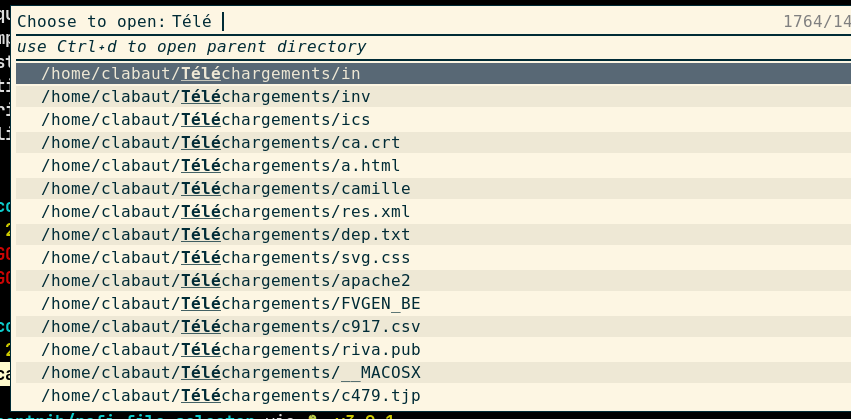 Choose to open: Télé
1764/14
use Ctrl+d to open parent directory
/home/clabaut/Téléchargements/in
/home/clabaut/Téléchargements/inv
/home/clabaut/Téléchargements/ics
/home/clabaut/Téléchargements/ca.crt
/home/clabaut/Téléchargements/a.html
/home/clabaut/Téléchargements/camille
/home/clabaut/Téléchargements/res.xml
/home/clabaut/Téléchargements/dep.txt
/home/clabaut/Téléchargements/svg.css
/home/clabaut/Téléchargements/apache2
/home/clabaut/Téléchargements/FVGEN_BE
/home/clabaut/Téléchargements/c917.csv
/home/clabaut/Téléchargements/riva.pub
/home/clabaut/Téléchargements/__MACOSX
/home/clabaut/Téléchargements/c479.tjp